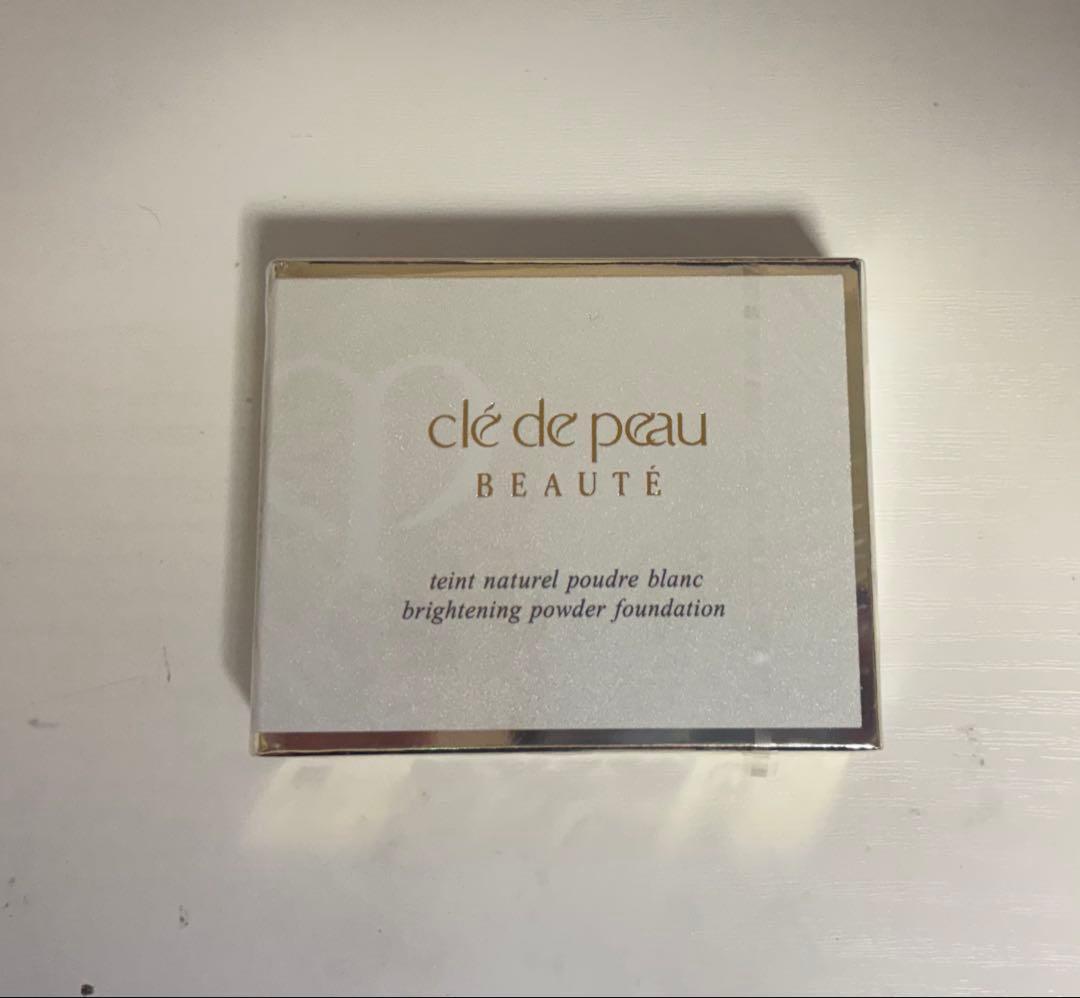 clé de peau
BEAUTÉ
teint naturel poudre blanc
brightening powder foundation